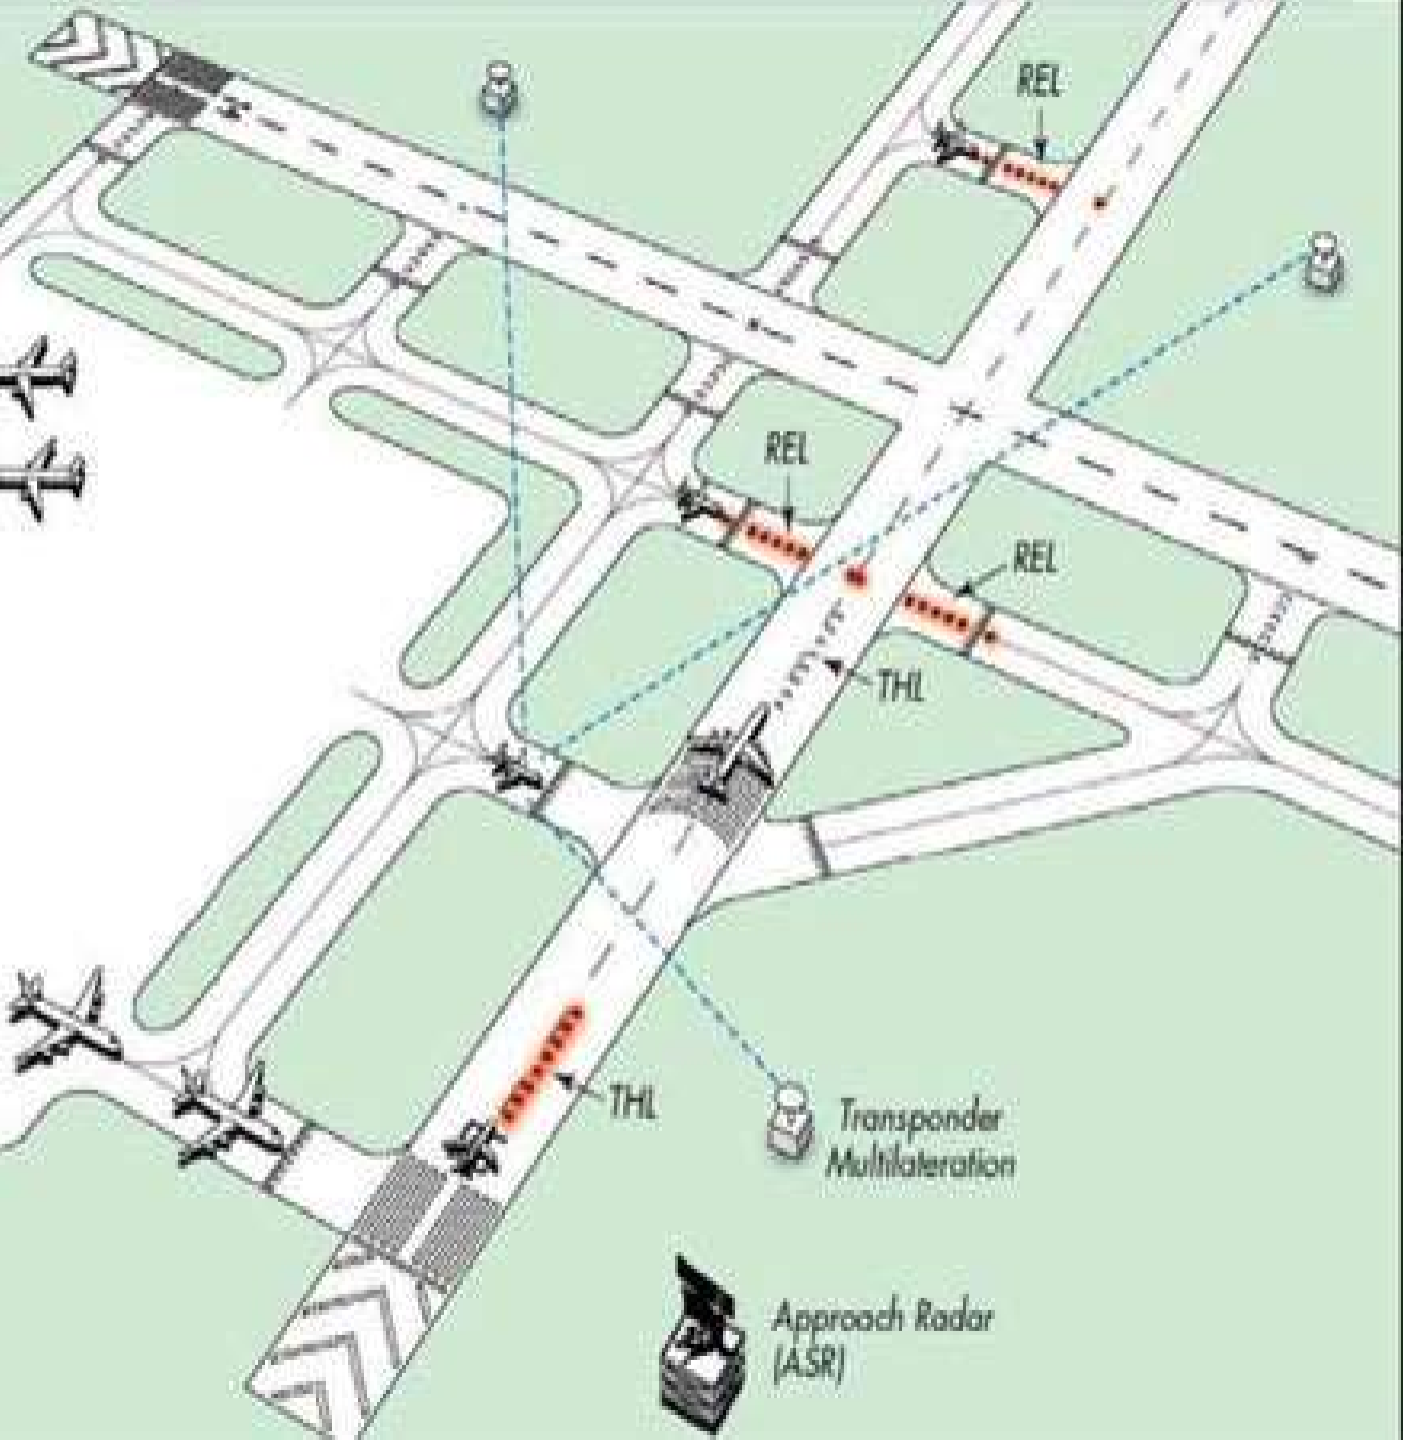 REL
REL
REL
THL
THL
Transponder
Multilateration
Approach Radar
(ASR)